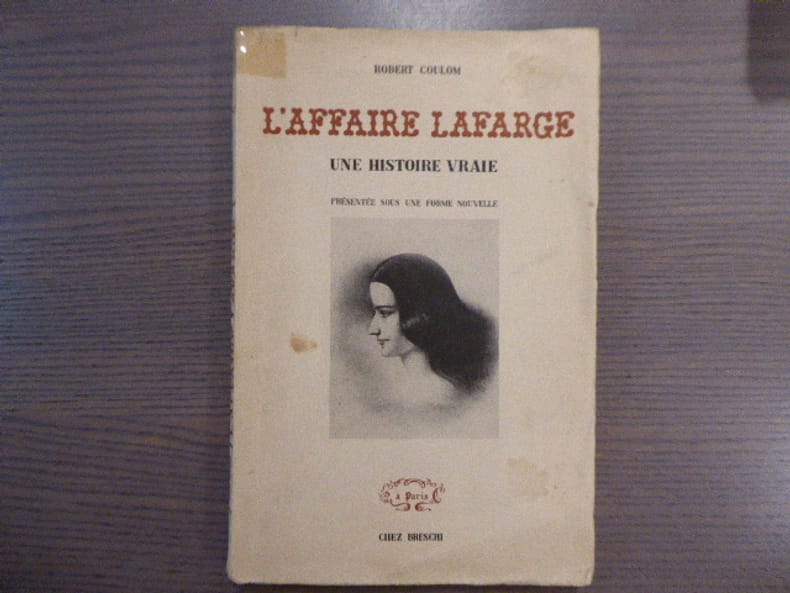 ROBERT COULOM
L'AFFAIRE LAFARGE
UNE HISTOIRE VRAIE
PRÉSENTÉE SOUS UNE FORME NOUVELLE
à Paris
CHEZ BRESCHI